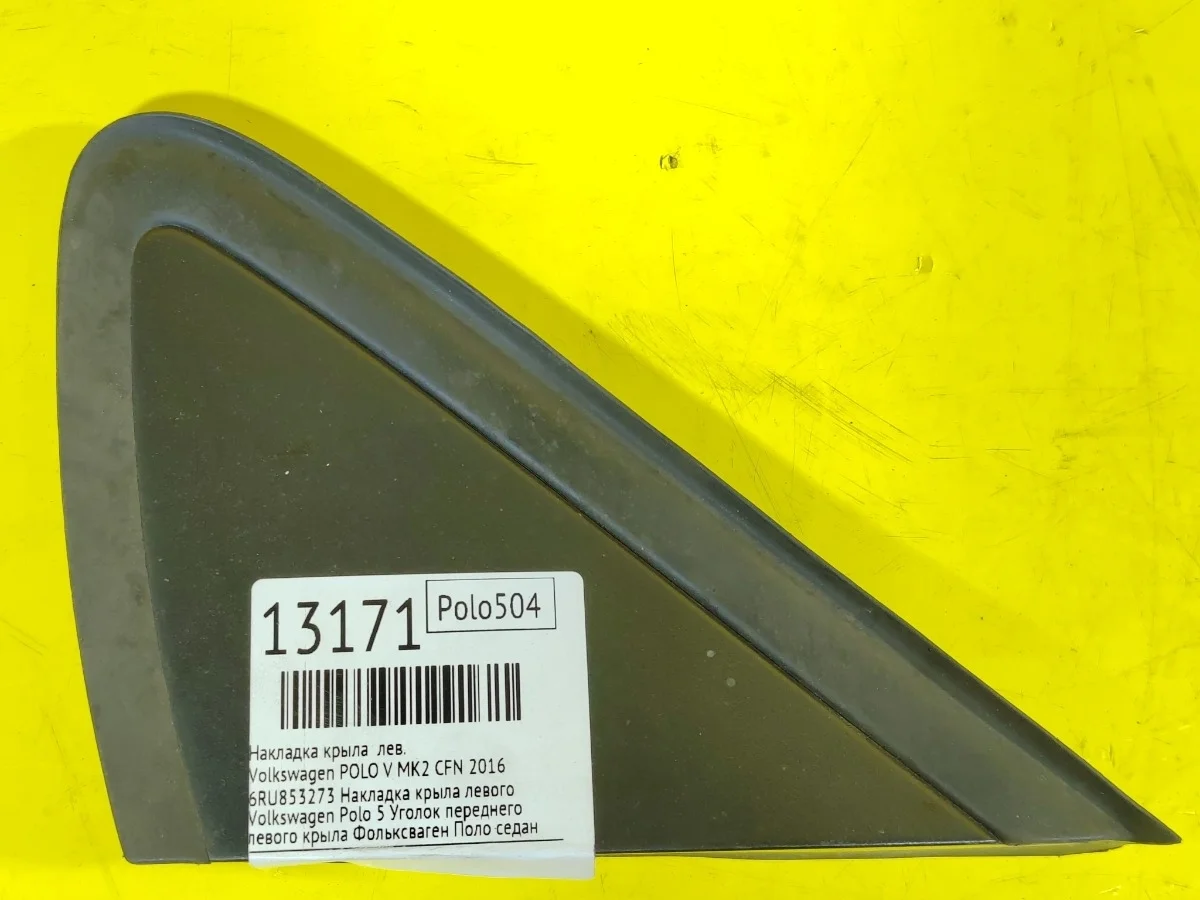 13171
Polo504
Накладка крыла лев.
Volkswagen POLO V MK2 CFN 2016
6RU853273 Накладка крыла левого
Volkswagen Polo 5 Уголок переднего
левого крыла Фольксваген Поло седан